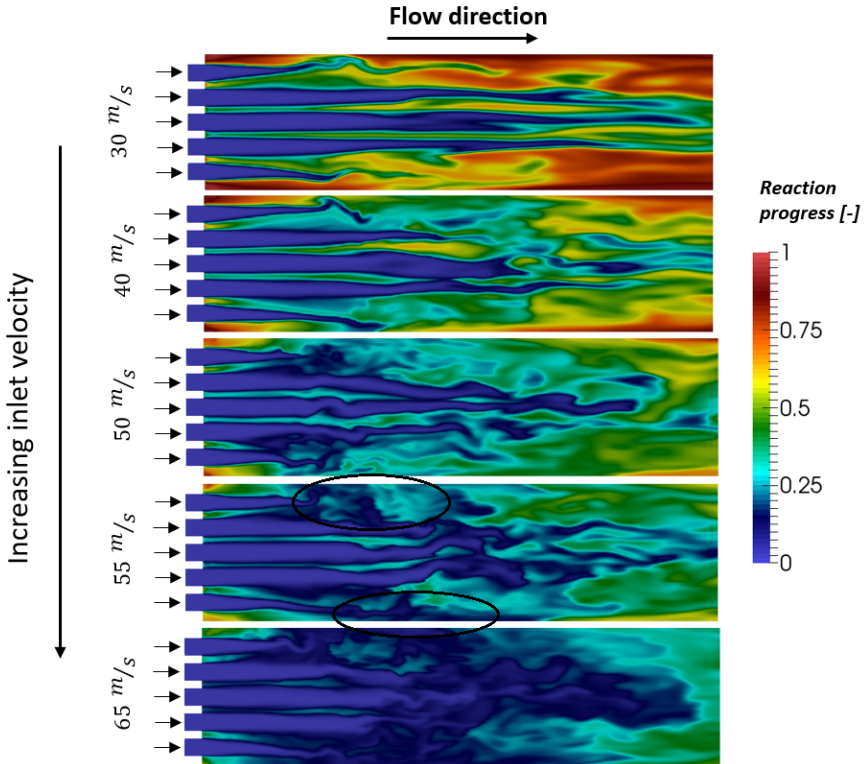 Flow direction
Increasing inlet velocity
30 m/s
40 m/s
50 m/s
55 m/s
65 m/s
Reaction
progress [-]
1
0.75
0.5
0.25
0